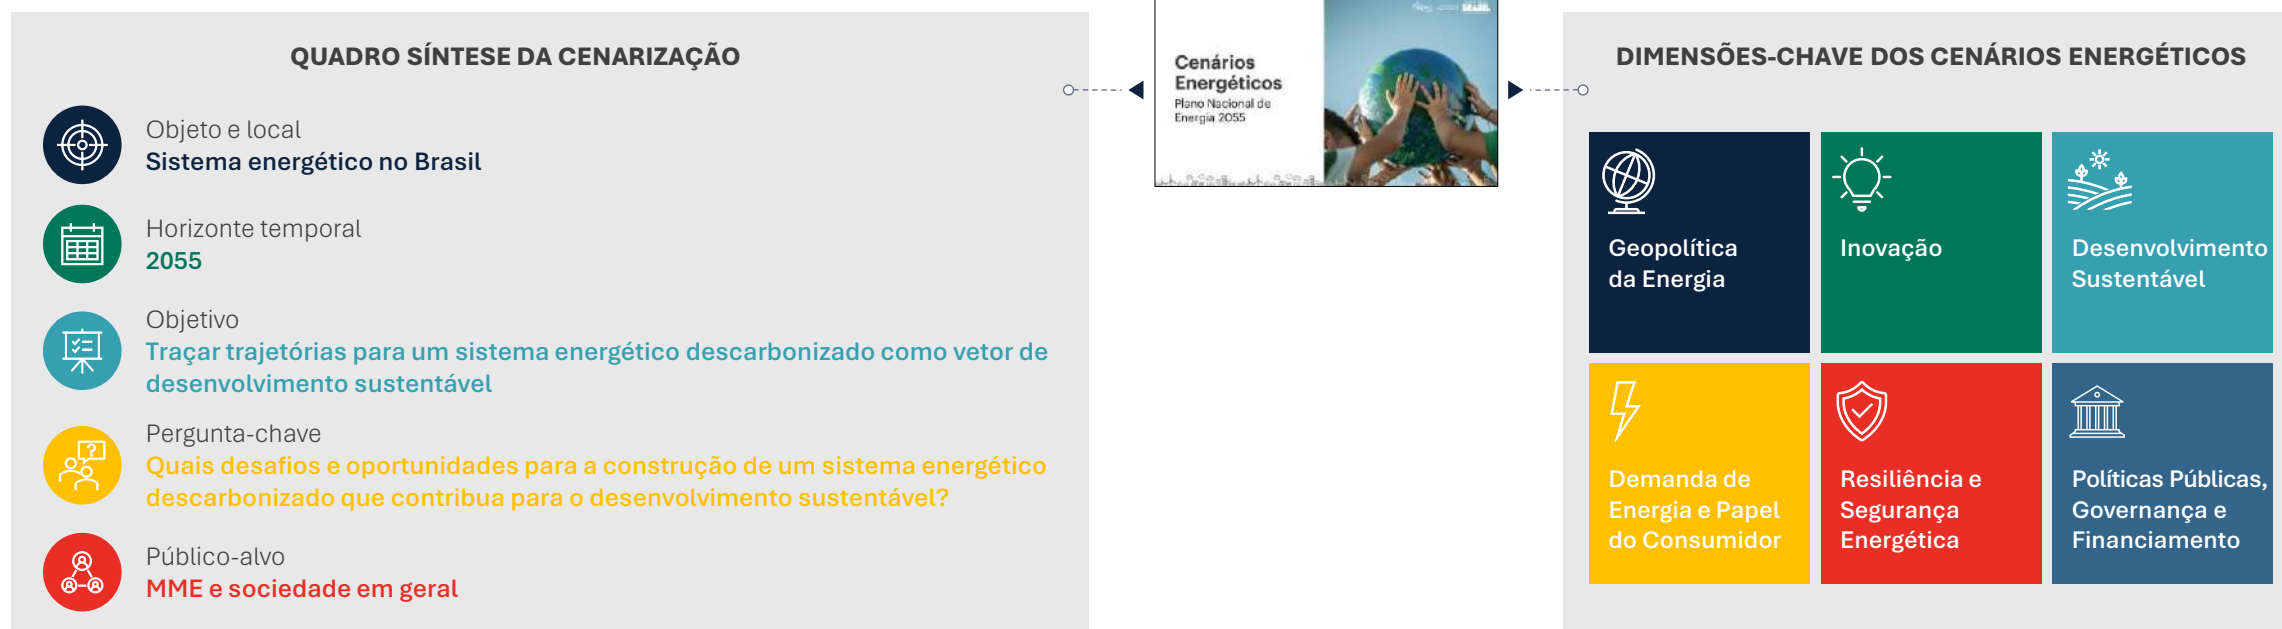 QUADRO SÍNTESE DA CENARIZAÇÃO
Objeto e local
Sistema energético no Brasil
Horizonte temporal
2055
Objetivo
Traçar trajetórias para um sistema energético descarbonizado como vetor de
desenvolvimento sustentável
Pergunta-chave
?
Quais desafios e oportunidades para a construção de um sistema energético
descarbonizado que contribua para o desenvolvimento sustentável?
Público-alvo
MME e sociedade em geral
Cenários
Energéticos
Plano Nacional de
Energia 2055
DIMENSÕES-CHAVE DOS CENÁRIOS ENERGÉTICOS
Geopolítica
da Energia
Inovação
Desenvolvimento
Sustentável
Demanda de
Energia e Papel
do Consumidor
Resiliência e
Segurança
Energética
Políticas Públicas,
Governança e
Financiamento